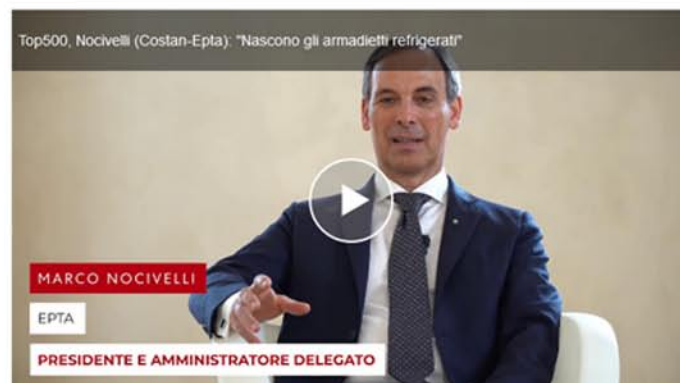 Top500, Nocivelli (Costan-Epta): "Nascono gli armadietti refrigerati"
MARCO NOCIVELLI
EPTA
PRESIDENTE E AMMINISTRATORE DELEGATO